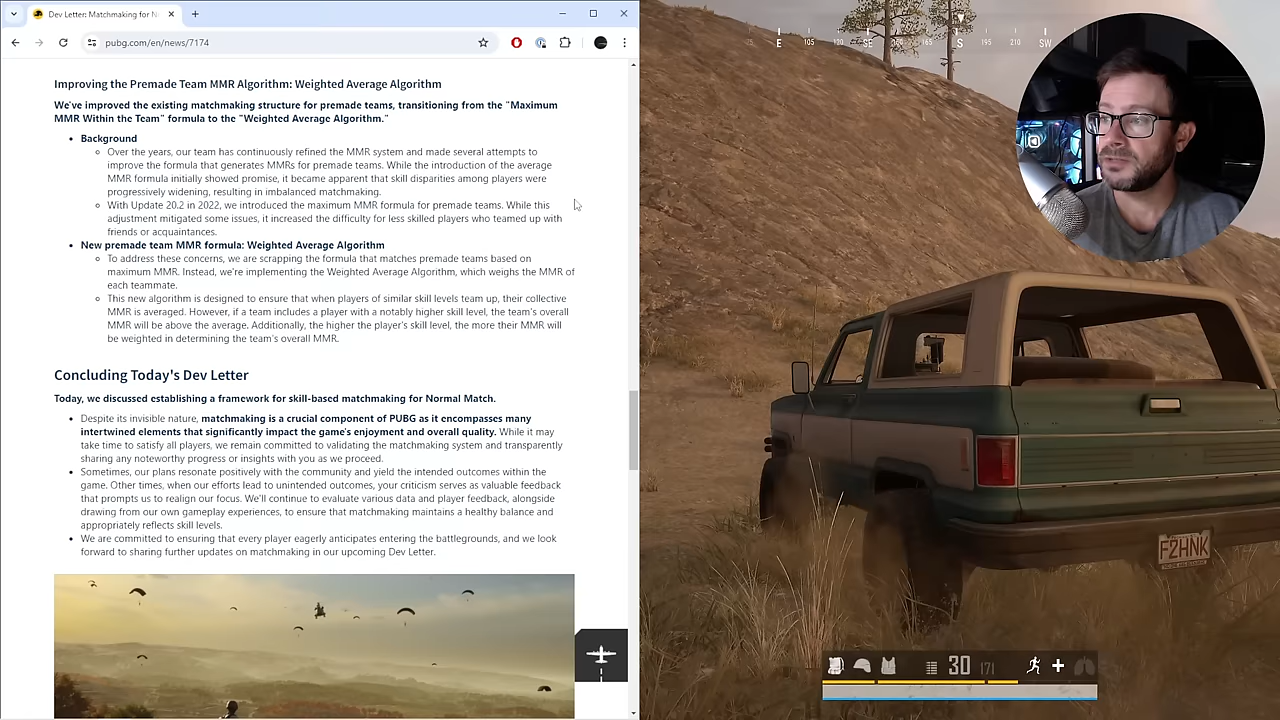 Dev Letter: Matchmaking for N
pubg.com/en/news/7174
Improving the Premade Team MMR Algorithm: Weighted Average Algorithm
We've improved the existing matchmaking structure for premade teams, transitioning from the "Maximum
MMR Within the Team" formula to the "Weighted Average Algorithm."
Background
Over the years, our team has continuously refined the MMR system and made several attempts to
improve the formula that generates MMRs for premade teams. While the introduction of the average
MMR formula initially showed promise, it became apparent that skill disparities among players were
progressively widening, resulting in imbalanced matchmaking.
With Update 20.2 in 2022, we introduced the maximum MMR formula for premade teams. While this
adjustment mitigated some issues, it increased the difficulty for less skilled players who teamed up with
friends or acquaintances.
New premade team MMR formula: Weighted Average Algorithm
To address these concerns, we are scrapping the formula that matches premade teams based on
maximum MMR. Instead, we're implementing the Weighted Average Algorithm, which weighs the MMR of
each teammate.
This new algorithm is designed to ensure that when players of similar skill levels team up, their collective
MMR is averaged. However, if a team includes a player with a notably higher skill level, the team's overall
MMR will be above the average. Additionally, the higher the player's skill level, the more their MMR will
be weighted in determining the team's overall MMR.
Concluding Today's Dev Letter
Today, we discussed establishing a framework for skill-based matchmaking for Normal Match.
Despite its invisible nature, matchmaking is a crucial component of PUBG as it encompasses many
intertwined elements that significantly impact the game's enjoyment and overall quality. While it may
take time to satisfy all players, we remain committed to validating the matchmaking system and transparently
sharing any noteworthy progress or insights with you as we proceed.
Sometimes, our plans resonate positively with the community and yield the intended outcomes within the
game. Other times, when our efforts lead to unintended outcomes, your criticism serves as valuable feedback
that prompts us to realign our focus. We'll continue to evaluate various data and player feedback, alongside
drawing from our own gameplay experiences, to ensure that matchmaking maintains a healthy balance and
appropriately reflects skill levels.
We are committed to ensuring that every player eagerly anticipates entering the battlegrounds, and we look
forward to sharing further updates on matchmaking in our upcoming Dev Letter.
E 105 120 SE 165 S 195 210 SW
F2HNK
30 171